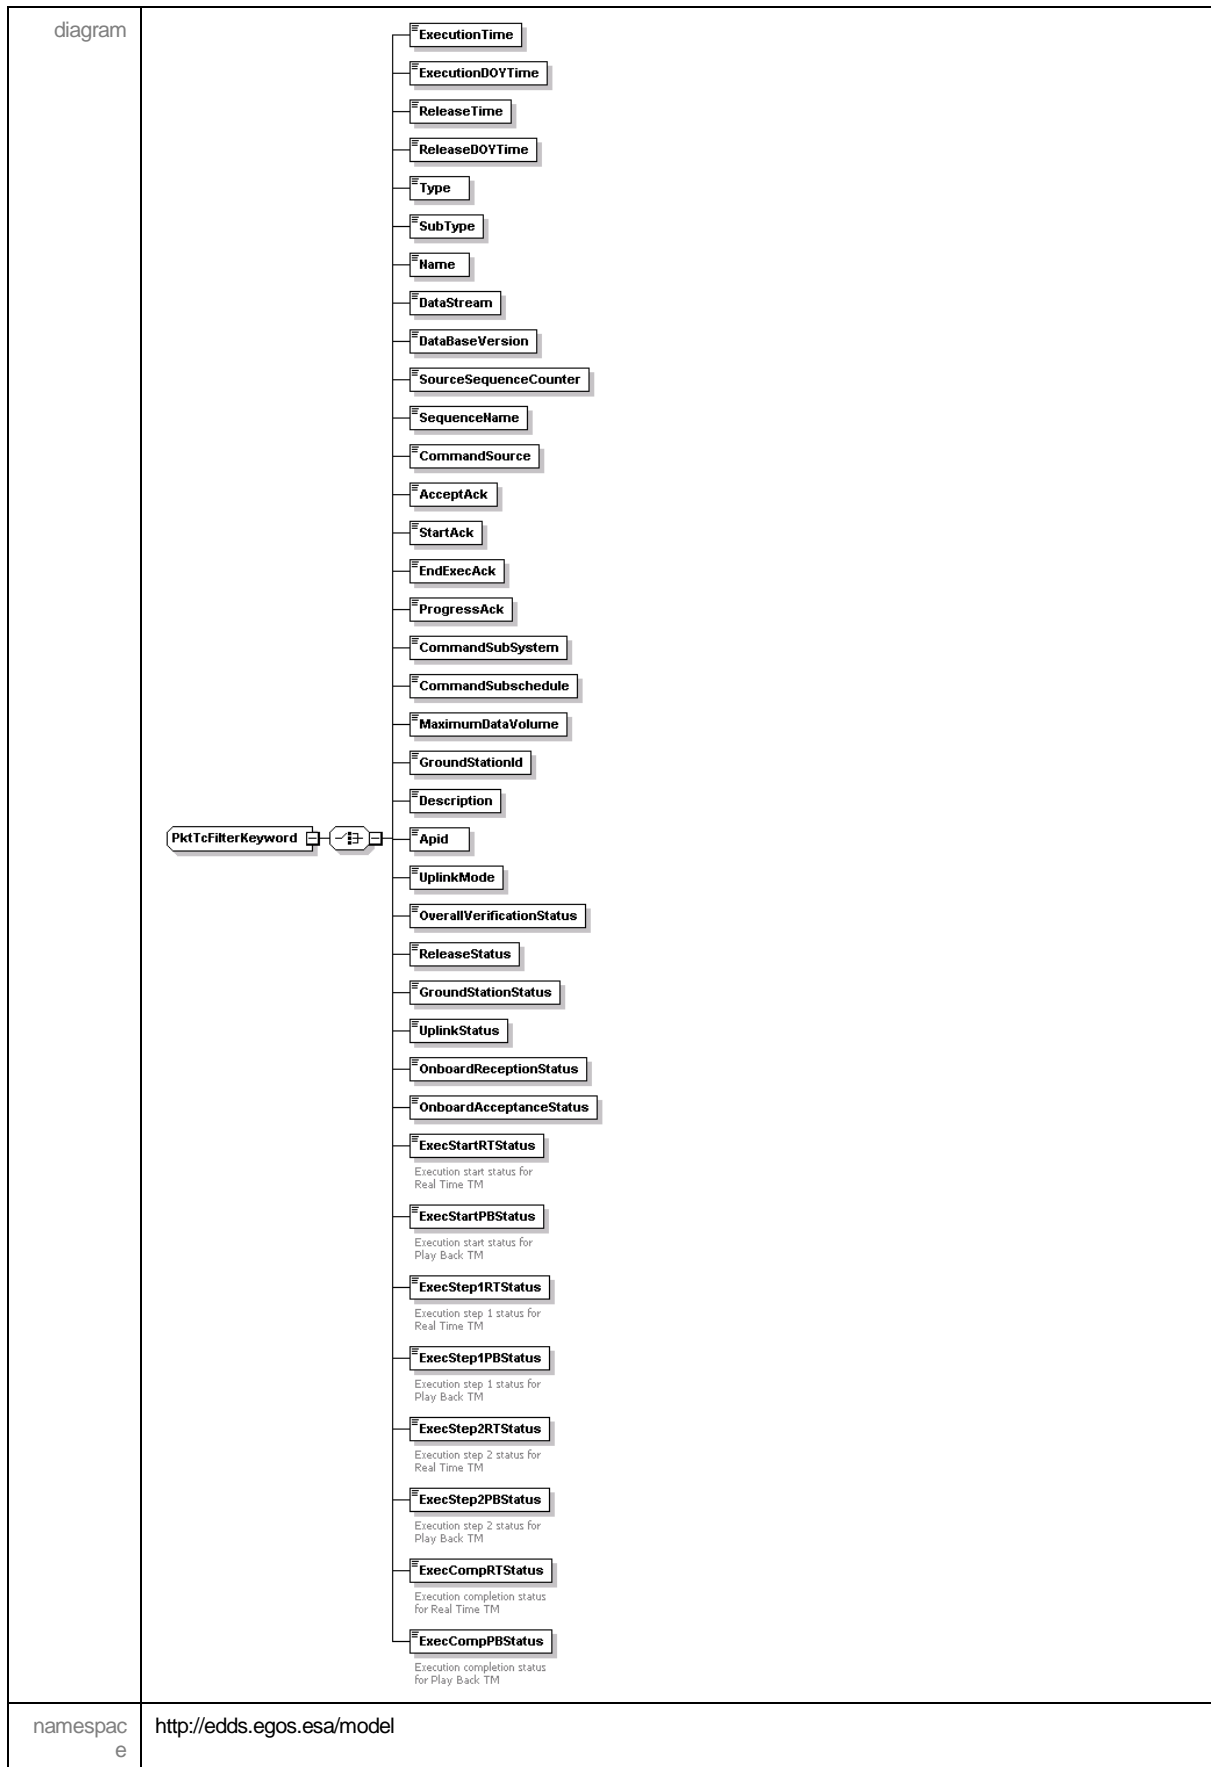 diagram
ExecutionTime
ExecutionDOYTime
ReleaseTime
ReleaseDOYTime
Type
SubType
Name
DataStream
DataBaseVersion
SourceSequenceCounter
SequenceName
CommandSource
AcceptAck
StartAck
EndExecAck
ProgressAck
CommandSubSystem
CommandSubschedule
MaximumDataVolume
GroundStationId
Description
PktTcFilterKeyword
Apid
UplinkMode
OverallVerificationStatus
ReleaseStatus
GroundStationStatus
UplinkStatus
OnboardReceptionStatus
OnboardAcceptanceStatus
ExecStartRTStatus
Execution start status for
Real Time TM
ExecStartPBStatus
Execution start status for
Play Back TM
ExecStep1RTStatus
Execution step 1 status for
Real Time TM
ExecStep1PBStatus
Execution step 1 status for
Play Back TM
ExecStep2RTStatus
Execution step 2 status for
Real Time TM
ExecStep2PBStatus
Execution step 2 status for
Play Back TM
ExecCompRTStatus
Execution completion status
for Real Time TM
ExecCompPBStatus
Execution completion status
for Play Back TM
namespac
e
http://edds.egos.esa/model